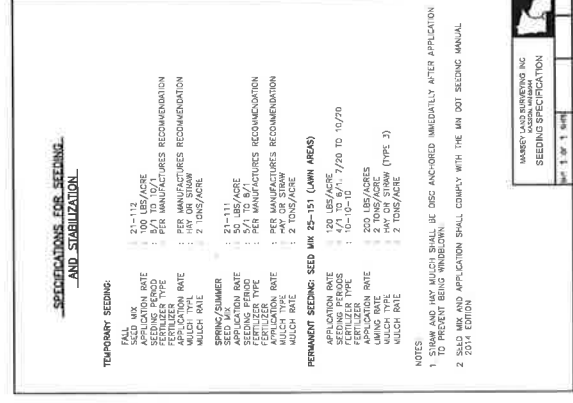 SPECIFICATIONS FOR SEEDING
AND STABILIZATION
TEMPORARY SEEDING:
FALL
SEED MIX : 21-112
APPLICATION RATE : 100 LBS/ACRE
SEEDING PERIOD : 8/1 TO 10/1
FERTILIZER TYPE : PER MANUFACTURES RECOMMENDATION
FERTILIZER
APPLICATION RATE : PER MANUFACTURES RECOMMENDATION
MULCH TYPE : HAY OR STRAW
MULCH RATE : 2 TONS/ACRE
SPRING/SUMMER
SEED MIX : 21-111
APPLICATION RATE : 50 LBS/ACRE
SEEDING PERIOD : 5/1 TO 8/1
FERTILIZER TYPE : PER MANUFACTURES RECOMMENDATION
FERTILIZER
APPLICATION RATE : PER MANUFACTURES RECOMMENDATION
MULCH TYPE : HAY OR STRAW
MULCH RATE : 2 TONS/ACRE
PERMANENT SEEDING: SEED MIX 25-151 (LAWN AREAS)
APPLICATION RATE : 120 LBS/ACRE
SEEDING PERIODS : 4/1 TO 6/1, 7/20 TO 10/20
FERTILIZER TYPE : 10-10-10
FERTILIZER
APPLICATION RATE : 200 LBS/ACRES
LIMING RATE : 2 TONS/ACRE
MULCH TYPE : HAY OR STRAW (TYPE 3)
MULCH RATE : 2 TONS/ACRE
NOTES:
1 STRAW AND HAY MULCH SHALL BE DISC ANCHORED IMMEDIATELY AFTER APPLICATION
TO PREVENT BEING WINDBLOWN.
2 SEED MIX AND APPLICATION SHALL COMPLY WITH THE MN DOT SEEDING MANUAL
2014 EDITION
MASSEY LAND SURVEYING INC
SEEDING SPECIFICATION
1 OF 1